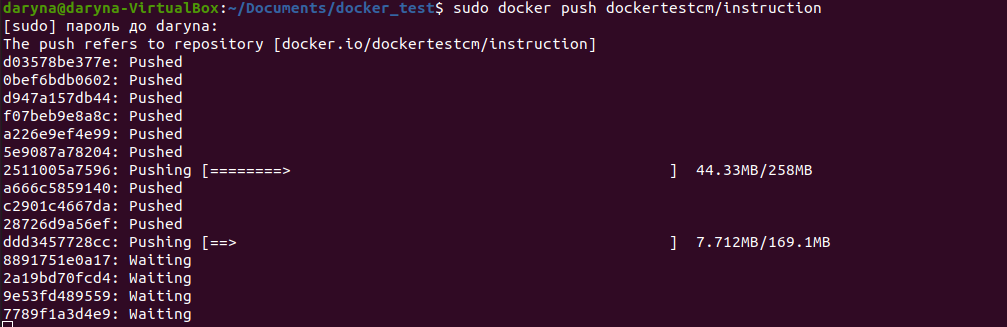 daryna@daryna-VirtualBox:~/Documents/docker_test$ sudo docker push dockertestcm/instruction
[sudo] пароль до daryna:
The push refers to repository [docker.io/dockertestcm/instruction]
d03578be377e: Pushed
0bef6bdb0602: Pushed
d947a157db44: Pushed
f07beb9e8a8c: Pushed
a226e9ef4e99: Pushed
5e9087a78204: Pushed
2511005a7596: Pushing [========>                                          ]  44.33MB/258MB
a666c5859140: Pushed
c2901c4667da: Pushed
28726d9a56ef: Pushed
ddd3457728cc: Pushing [==>                                                ]  7.712MB/169.1MB
8891751e0a17: Waiting
2a19bd70fcd4: Waiting
9e53fd489559: Waiting
7789f1a3d4e9: Waiting